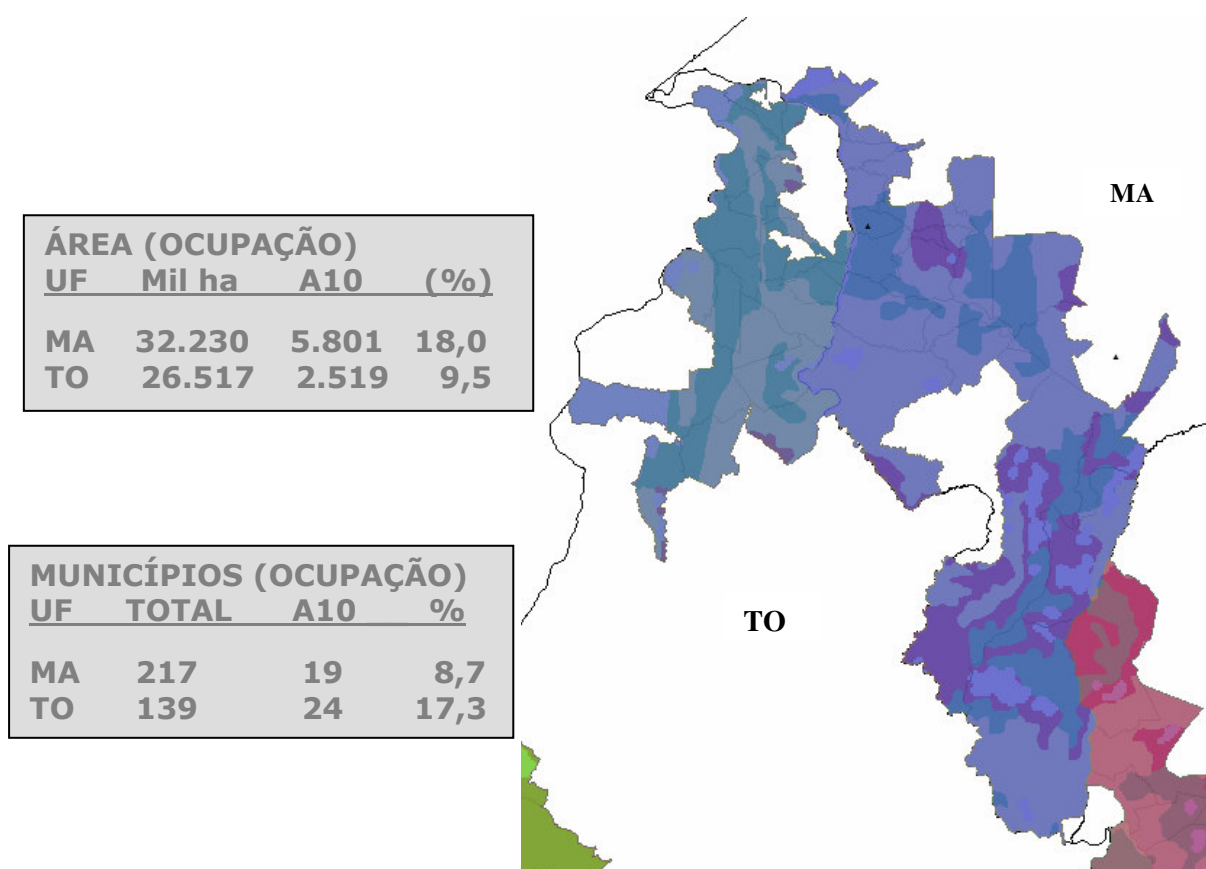 ÁREA (OCUPAÇÃO)
UF Mil ha A10 (%)
MA 32.230 5.801 18,0
TO 26.517 2.519 9,5
MUNICÍPIOS (OCUPAÇÃO)
UF TOTAL A10 %
MA 217 19 8,7
TO 139 24 17,3
MA
TO